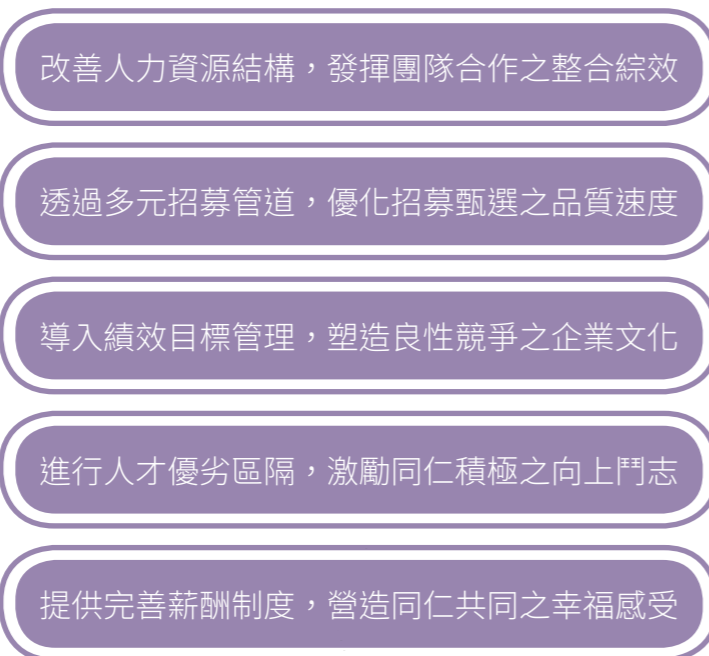 改善人力資源結構，發揮團隊合作之整合綜效
透過多元招募管道，優化招募甄選之品質速度
導入績效目標管理，塑造良性競爭之企業文化
進行人才優劣區隔，激勵同仁積極之向上鬥志
提供完善薪酬制度，營造同仁共同之幸福感受